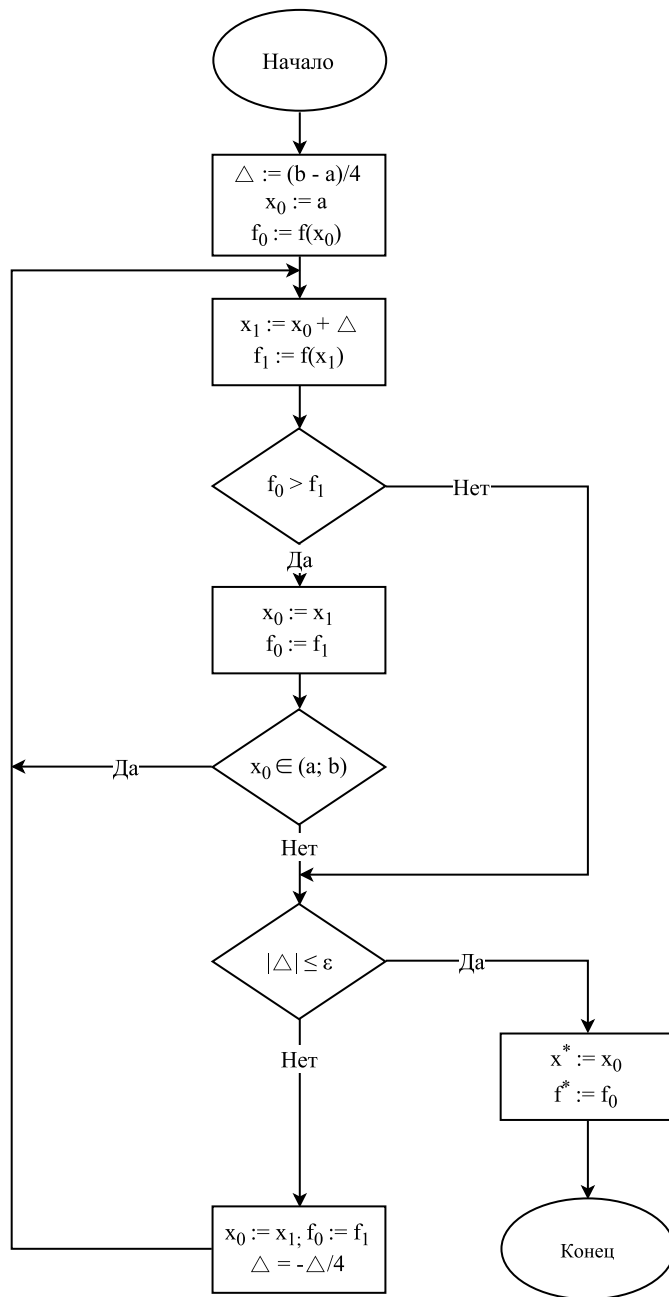 Начало
△ := (b - a)/4
x₀ := a
f₀ := f(x₀)
x₁ := x₀ + △
f₁ := f(x₁)
f₀ > f₁
Нет
Да
x₀ := x₁
f₀ := f₁
x₀ ∈ (a; b)
Да
Нет
|△| ≤ ε
Да
Нет
x* := x₀
f* := f₀
x₀ := x₁; f₀ := f₁
△ = -△/4
Конец